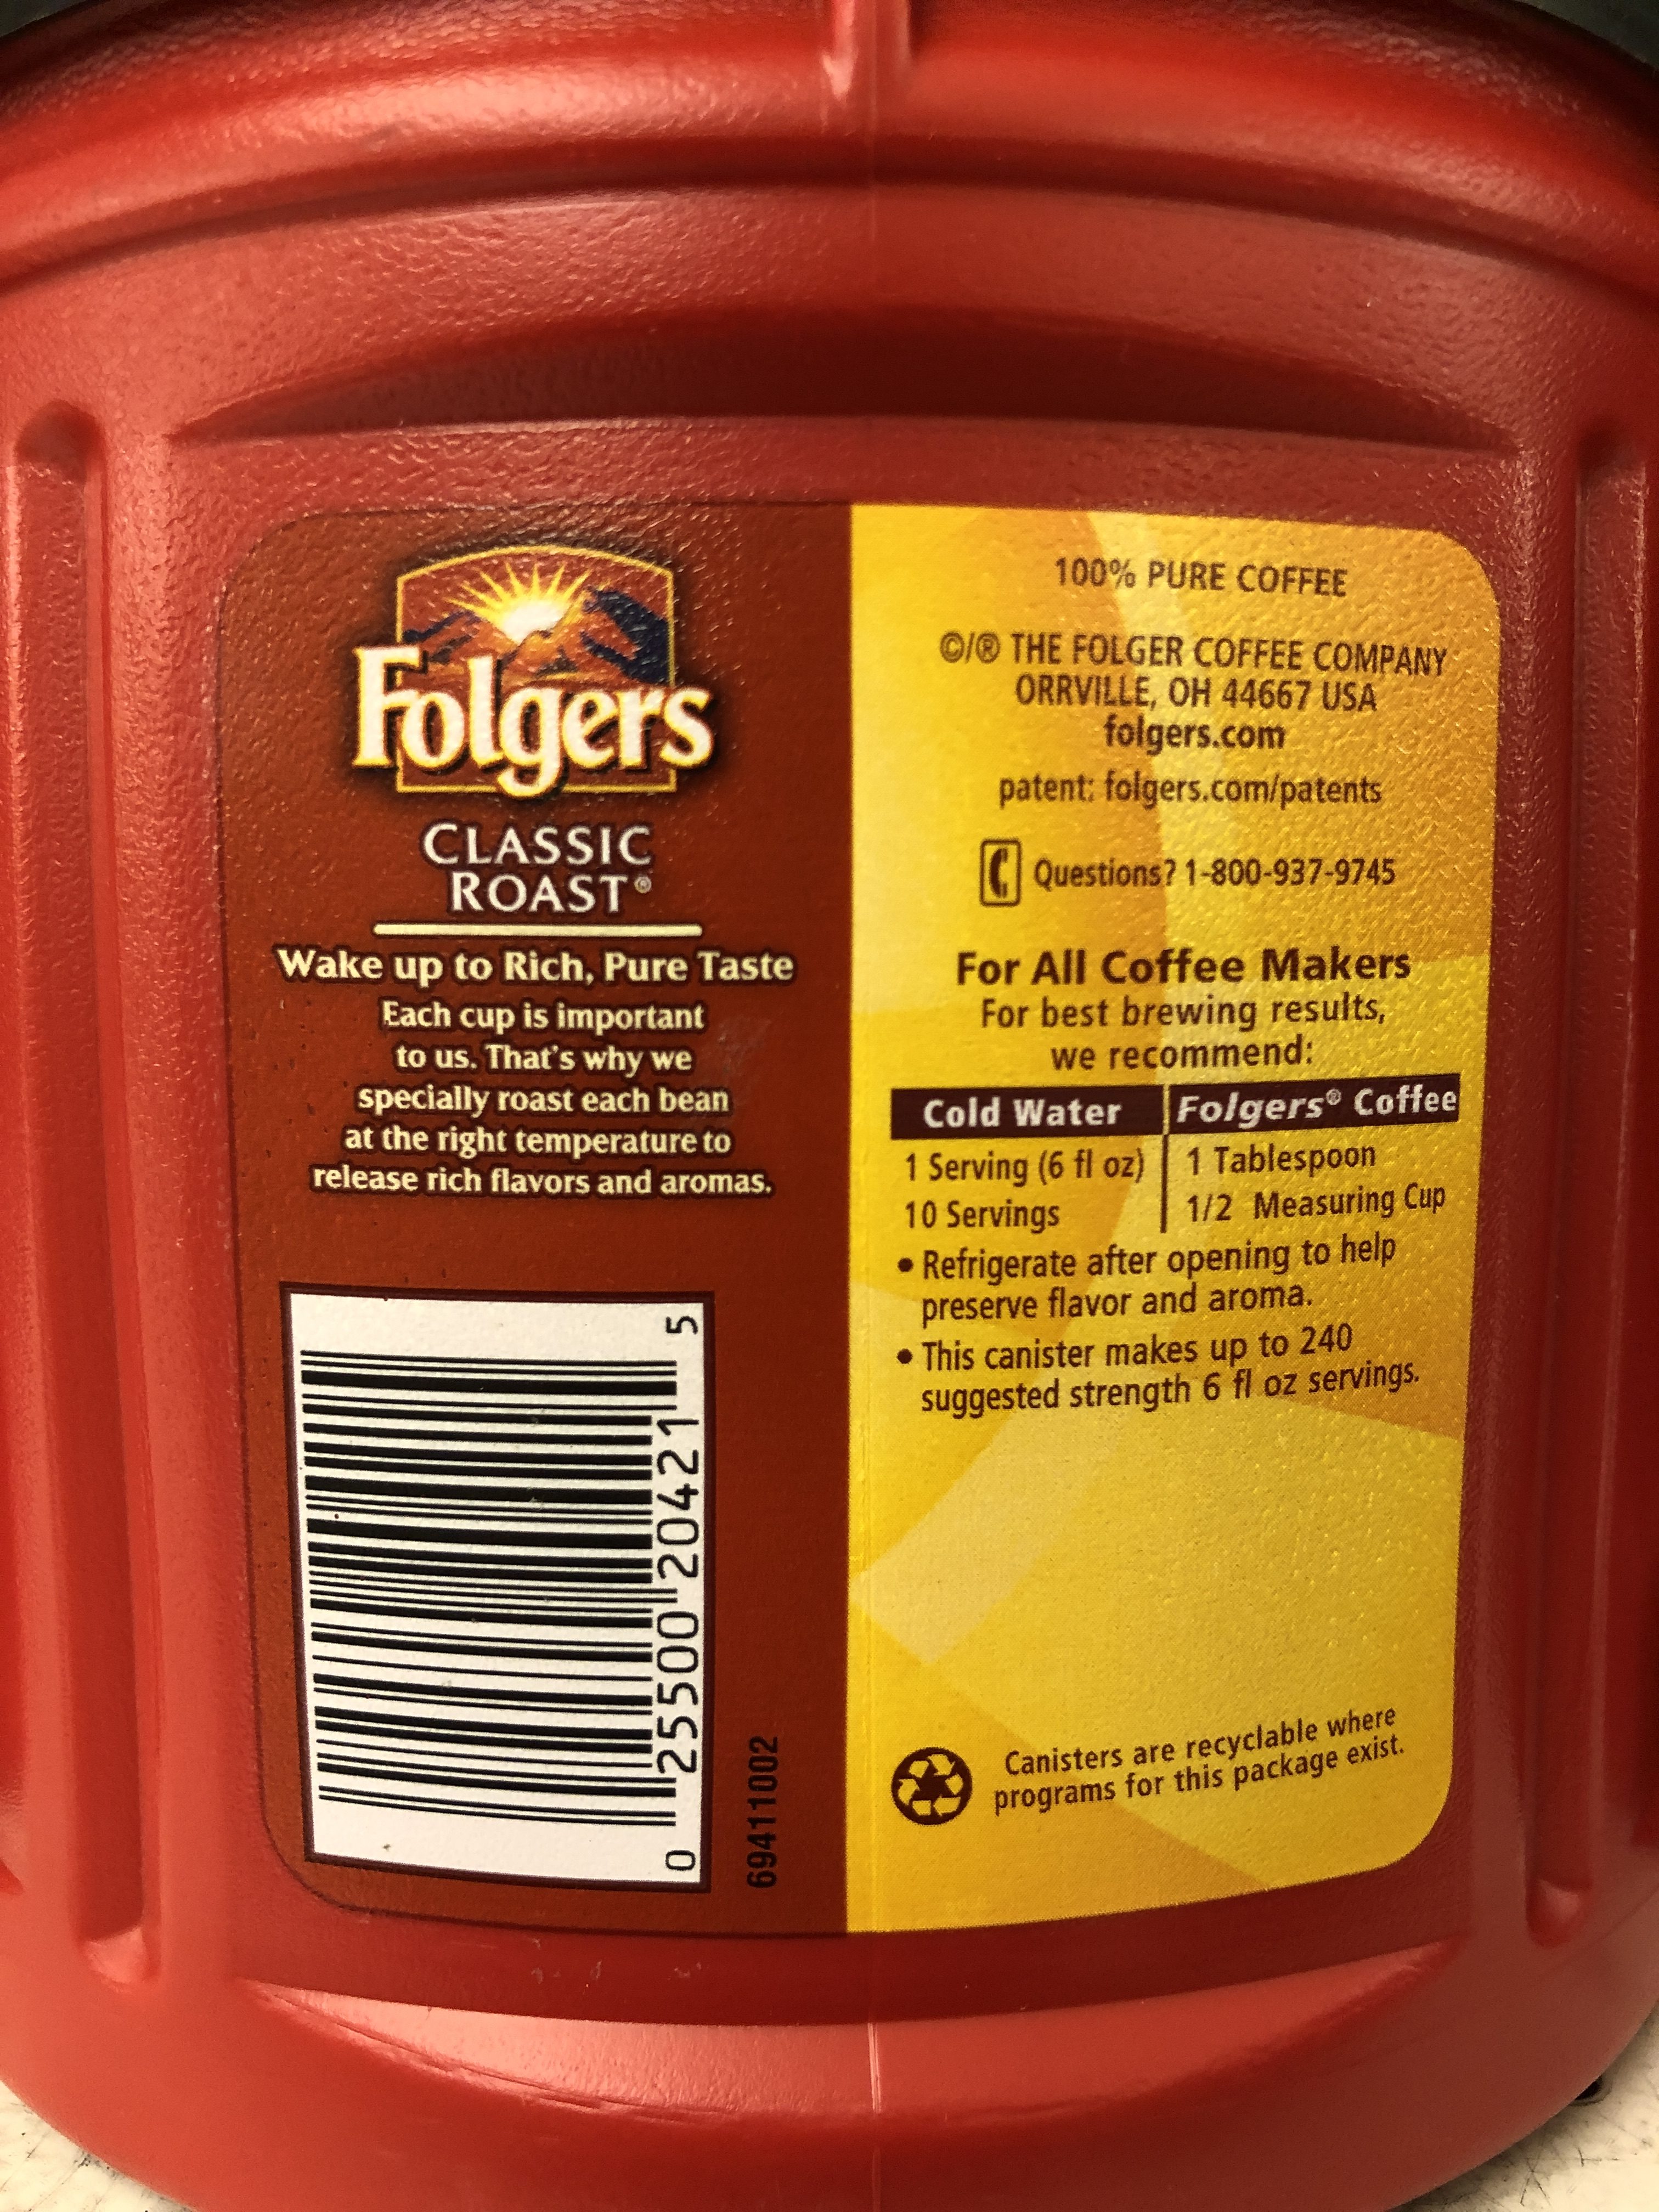 Folgers
CLASSIC
ROAST®
Wake up to Rich, Pure Taste
Each cup is important
to us. That's why we
specially roast each bean
at the right temperature to
release rich flavors and aromas.
0 25500 20421 5
69411002
100% PURE COFFEE
©/® THE FOLGER COFFEE COMPANY
ORRVILLE, OH 44667 USA
folgers.com
patent: folgers.com/patents
Questions? 1-800-937-9745
For All Coffee Makers
For best brewing results,
we recommend:
Cold Water Folgers® Coffee
1 Serving (6 fl oz) 1 Tablespoon
10 Servings 1/2 Measuring Cup
• Refrigerate after opening to help
preserve flavor and aroma.
• This canister makes up to 240
suggested strength 6 fl oz servings.
Canisters are recyclable where
programs for this package exist.